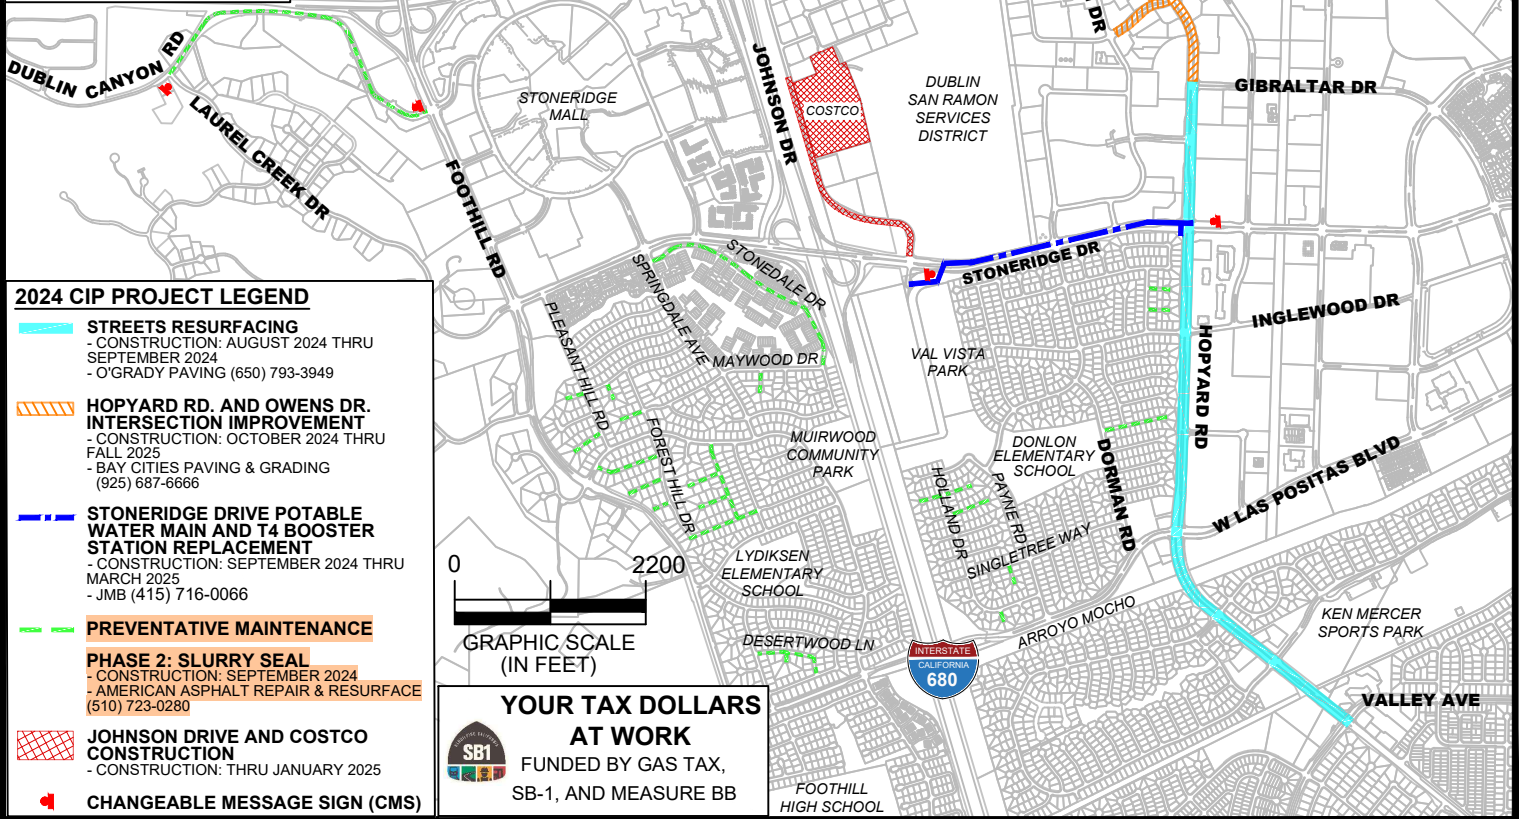 DUBLIN CANYON RD
LAUREL CREEK DR
FOOTHILL RD
STONERIDGE
MALL
JOHNSON DR
COSTCO
DUBLIN
SAN RAMON
SERVICES
DISTRICT
DR
GIBRALTAR DR
STONERIDGE DR
INGLEWOOD DR
HOPYARD RD
SPRINGDALE AVE
STONEDALE DR
PLEASANT HILL RD
MAYWOOD DR
VAL VISTA
PARK
FOREST HILL DR
MUIRWOOD
COMMUNITY
PARK
DONLON
ELEMENTARY
SCHOOL
DORMAN RD
HOLLAND DR
PAYNE RD
SINGLETREE WAY
W LAS POSITAS BLVD
LYDIKSEN
ELEMENTARY
SCHOOL
ARROYO MOCHO
KEN MERCER
SPORTS PARK
DESERTWOOD LN
INTERSTATE
CALIFORNIA
680
VALLEY AVE
FOOTHILL
HIGH SCHOOL
2024 CIP PROJECT LEGEND
STREETS RESURFACING
- CONSTRUCTION: AUGUST 2024 THRU
SEPTEMBER 2024
- O'GRADY PAVING (650) 793-3949
HOPYARD RD. AND OWENS DR.
INTERSECTION IMPROVEMENT
- CONSTRUCTION: OCTOBER 2024 THRU
FALL 2025
- BAY CITIES PAVING & GRADING
(925) 687-6666
STONERIDGE DRIVE POTABLE
WATER MAIN AND T4 BOOSTER
STATION REPLACEMENT
- CONSTRUCTION: SEPTEMBER 2024 THRU
MARCH 2025
- JMB (415) 716-0066
PREVENTATIVE MAINTENANCE
PHASE 2: SLURRY SEAL
- CONSTRUCTION: SEPTEMBER 2024
- AMERICAN ASPHALT REPAIR & RESURFACE
(510) 723-0280
JOHNSON DRIVE AND COSTCO
CONSTRUCTION
- CONSTRUCTION: THRU JANUARY 2025
CHANGEABLE MESSAGE SIGN (CMS)
0 2200
GRAPHIC SCALE
(IN FEET)
YOUR TAX DOLLARS
AT WORK
FUNDED BY GAS TAX,
SB-1, AND MEASURE BB
SB1